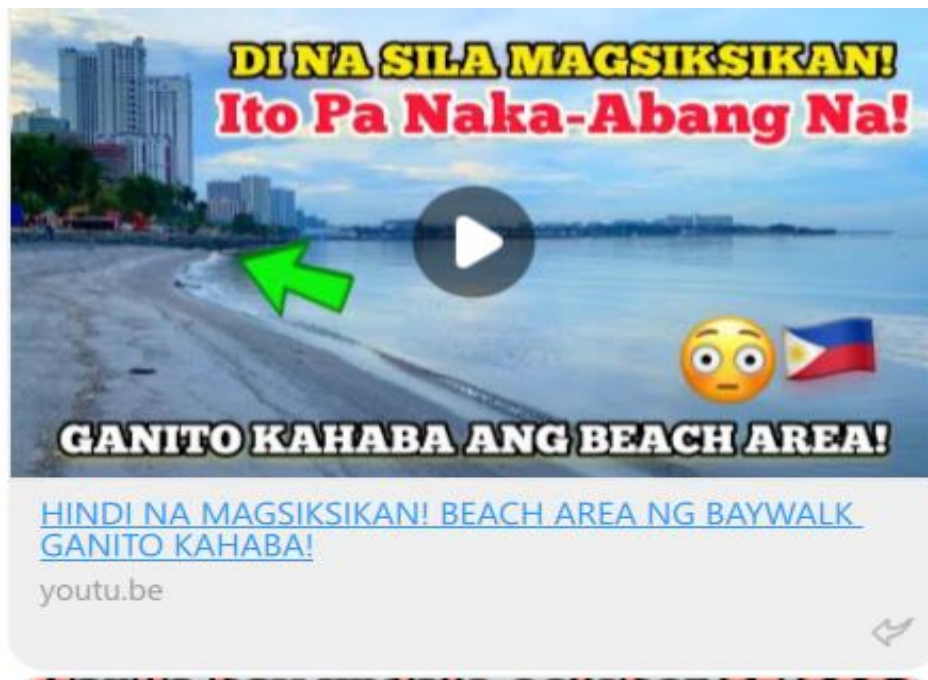 DI NA SILA MAGSIKSIKAN!
Ito Pa Naka-Abang Na!
GANITO KAHABA ANG BEACH AREA!
HINDI NA MAGSIKSIKAN! BEACH AREA NG BAYWALK
GANITO KAHABA!
youtu.be